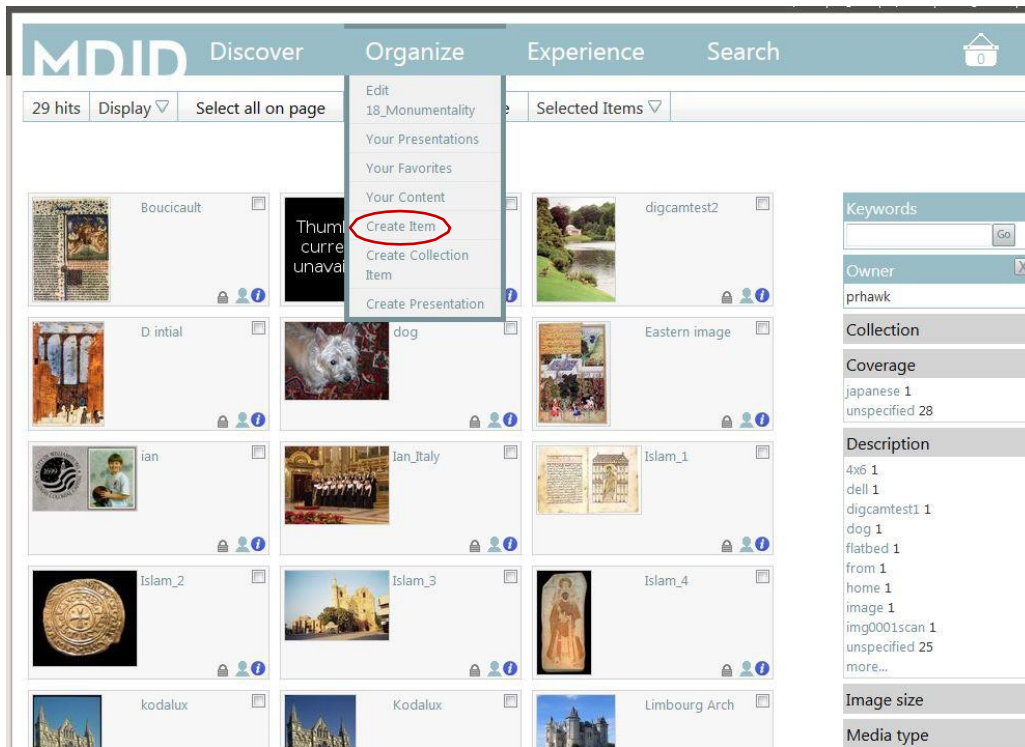 MDID Discover Organize Experience Search 0
29 hits Display Select all on page Selected Items
Edit
18_Monumentality
Your Presentations
Your Favorites
Your Content
Create Item
Create Collection
Item
Create Presentation
Boucicault
Thum
curre
unavai
digcamtest2
D intial
dog
Eastern image
ian
Ian_Italy
Islam_1
Islam_2
Islam_3
Islam_4
kodalux
Kodalux
Limbourg Arch
Keywords
Go
Owner X
prhawk
Collection
Coverage
japanese 1
unspecified 28
Description
4x6 1
dell 1
digcamtest1 1
dog 1
flatbed 1
from 1
home 1
image 1
img0001scan 1
unspecified 25
more...
Image size
Media type